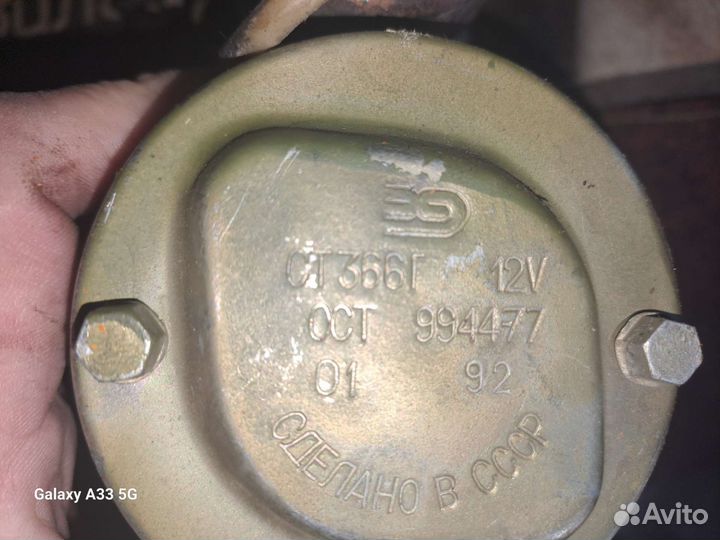 СТ366Г 12V
ОСТ 994477
01 92
СДЕЛАНО В СССР
Galaxy A33 5G
Avito